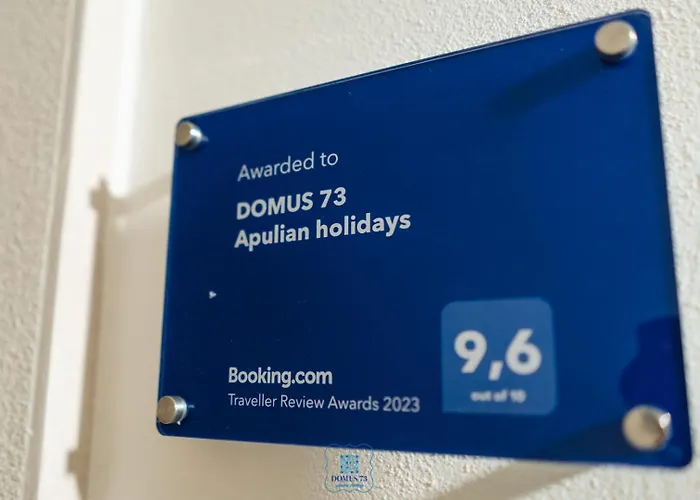 Awarded to
DOMUS 73
Apulian holidays
9,6
out of 10
Booking.com
Traveller Review Awards 2023
DOMUS 73